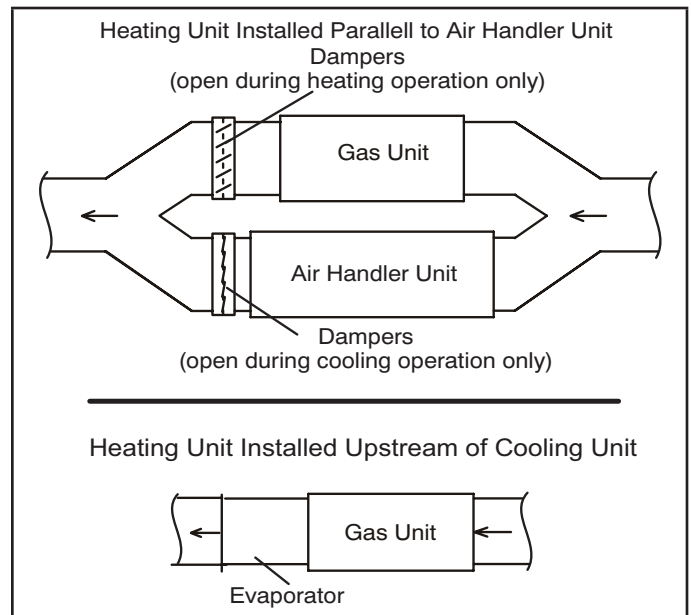 Heating Unit Installed Parallell to Air Handler Unit
Dampers
(open during heating operation only)
Gas Unit
Air Handler Unit
Dampers
(open during cooling operation only)
Heating Unit Installed Upstream of Cooling Unit
Gas Unit
Evaporator